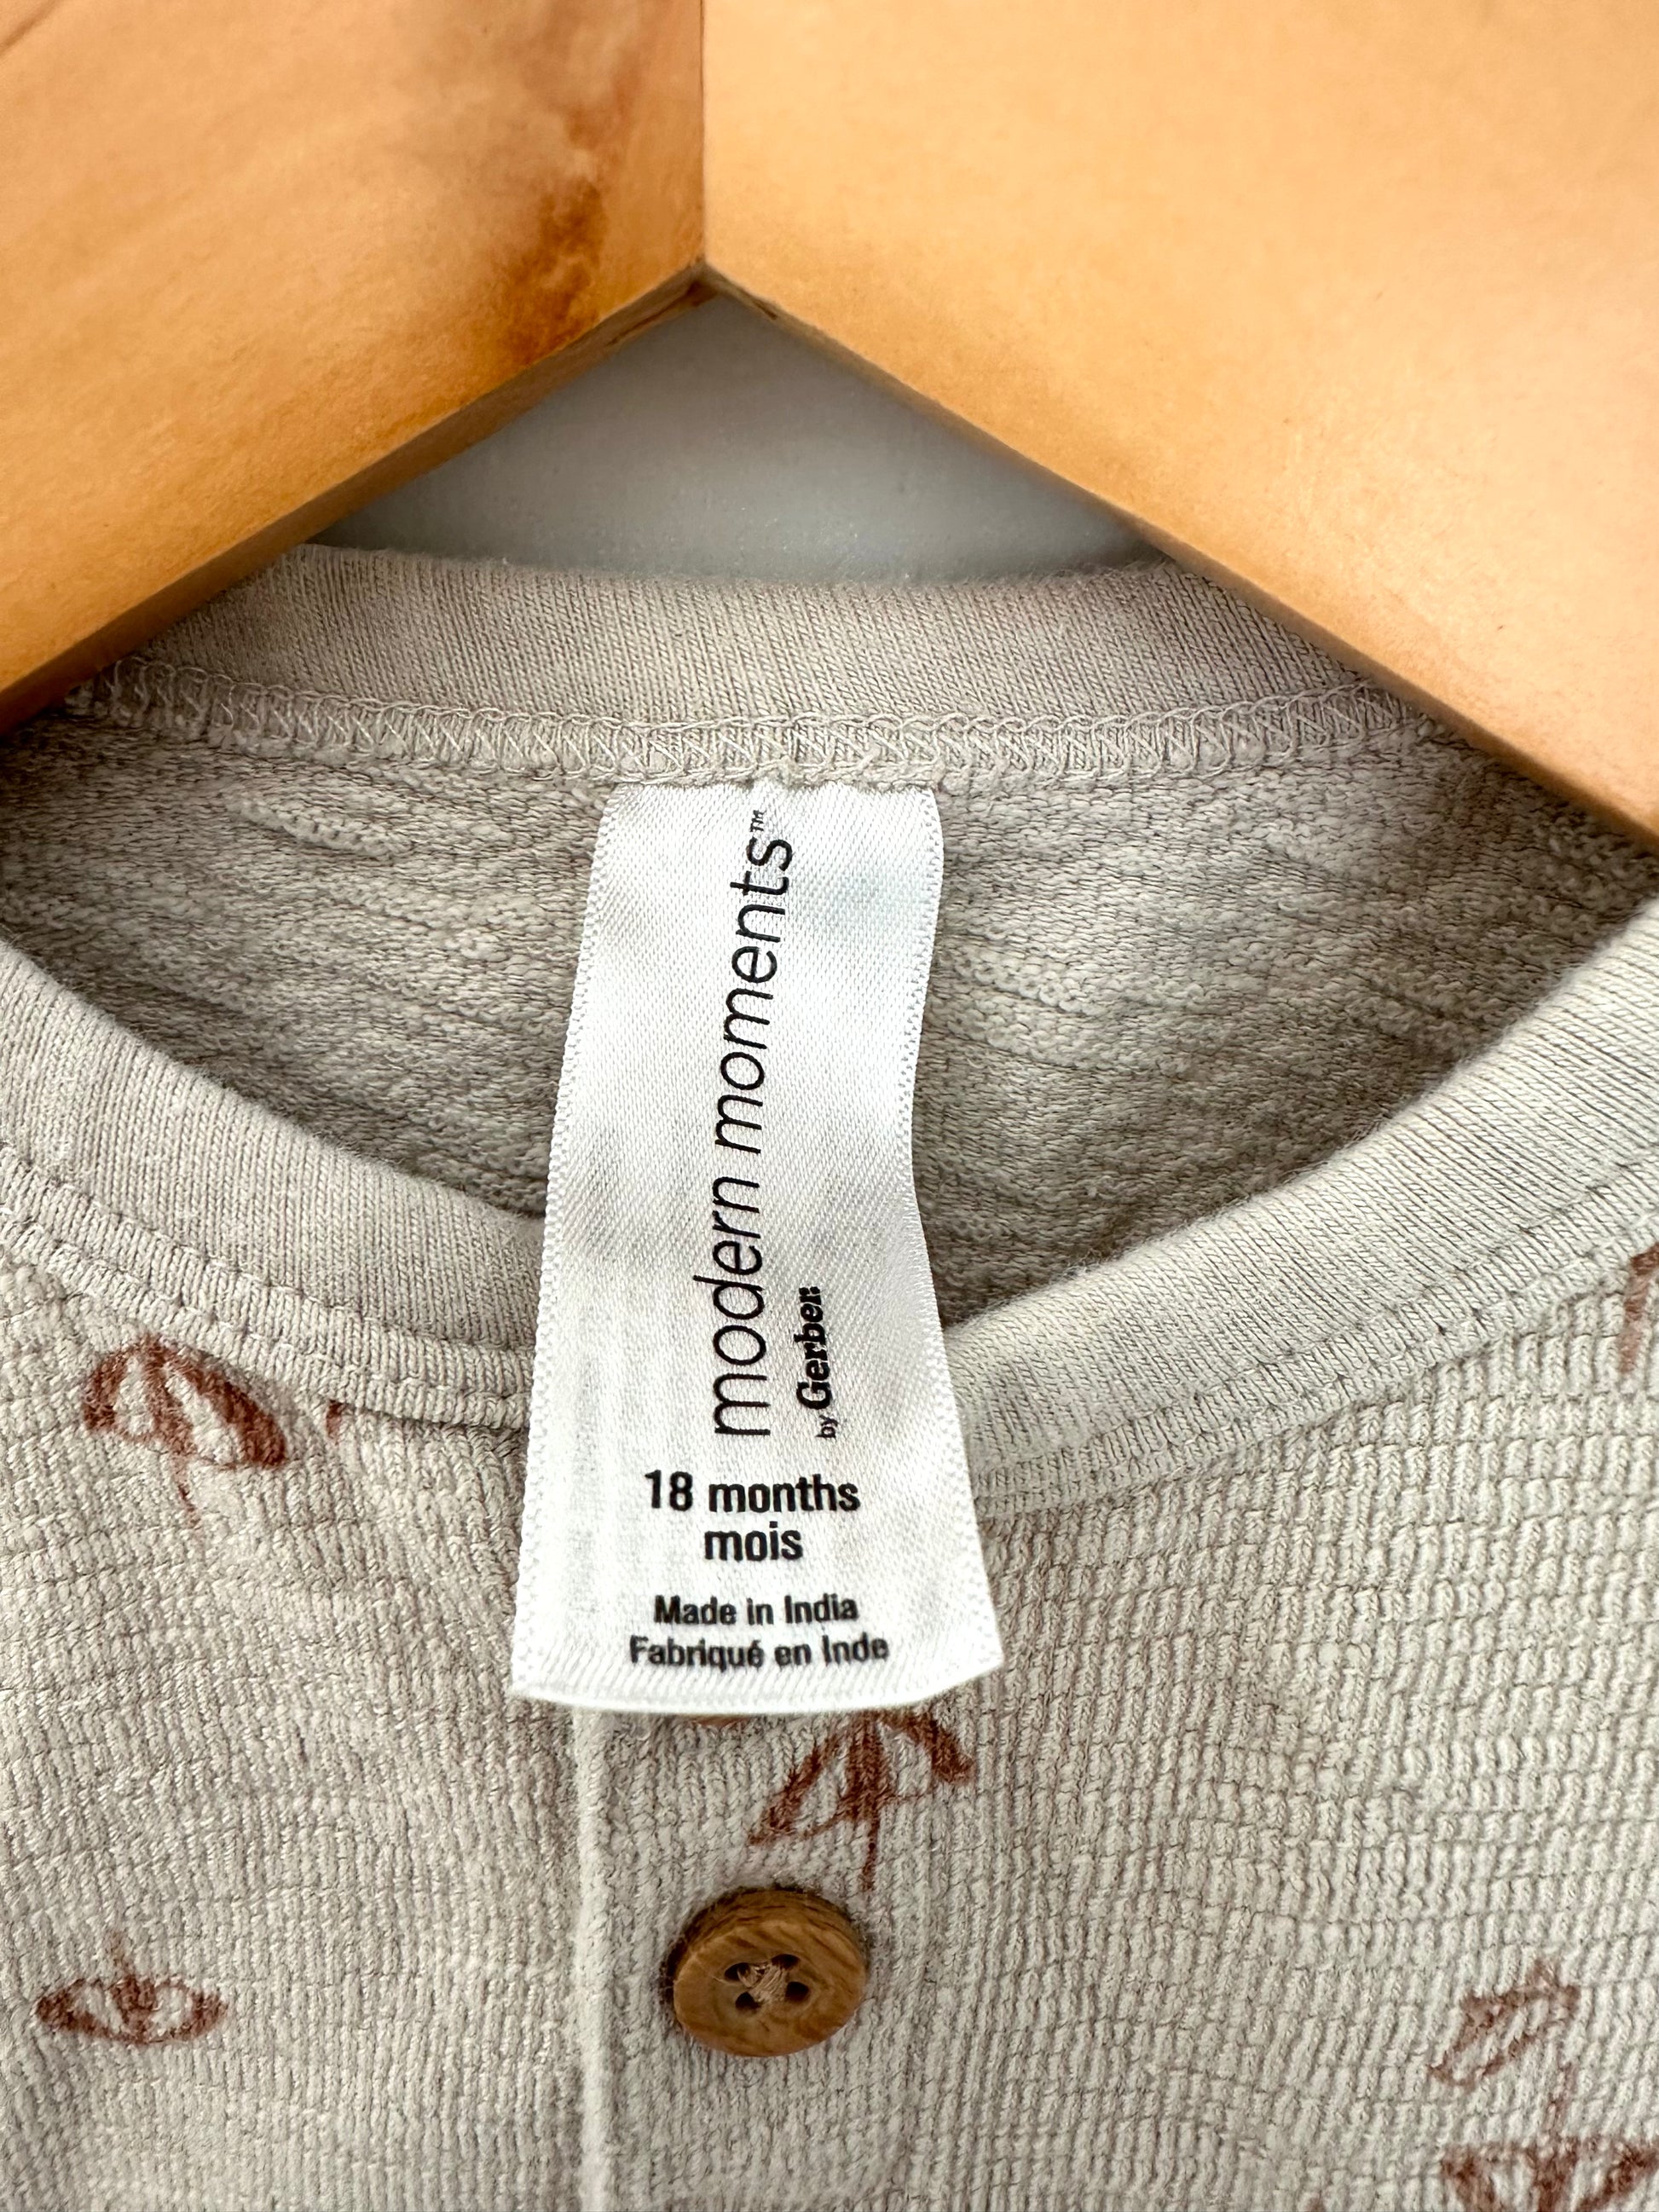 modern moments™
by Gerber
18 months
mois
Made in India
Fabriqué en Inde